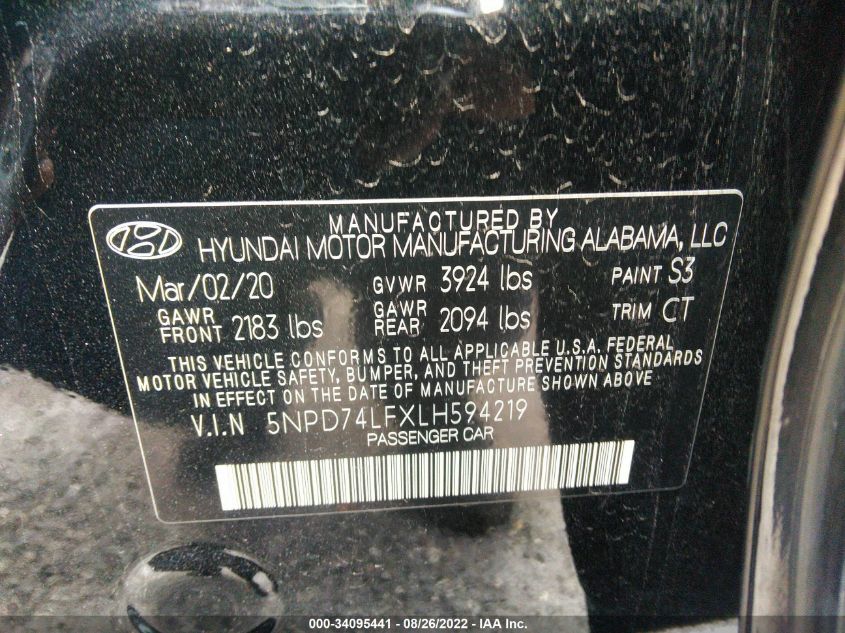 MANUFACTURED BY
HYUNDAI MOTOR MANUFACTURING ALABAMA, LLC
Mar/02/20 GVWR 3924 lbs PAINT S3
GAWR FRONT 2183 lbs GAWR REAR 2094 lbs TRIM CT
THIS VEHICLE CONFORMS TO ALL APPLICABLE U.S.A. FEDERAL
MOTOR VEHICLE SAFETY, BUMPER, AND THEFT PREVENTION STANDARDS
IN EFFECT ON THE DATE OF MANUFACTURE SHOWN ABOVE
V.I.N 5NPD74LFXLH594219
PASSENGER CAR
000-34095441 - 08/26/2022 - IAA Inc.